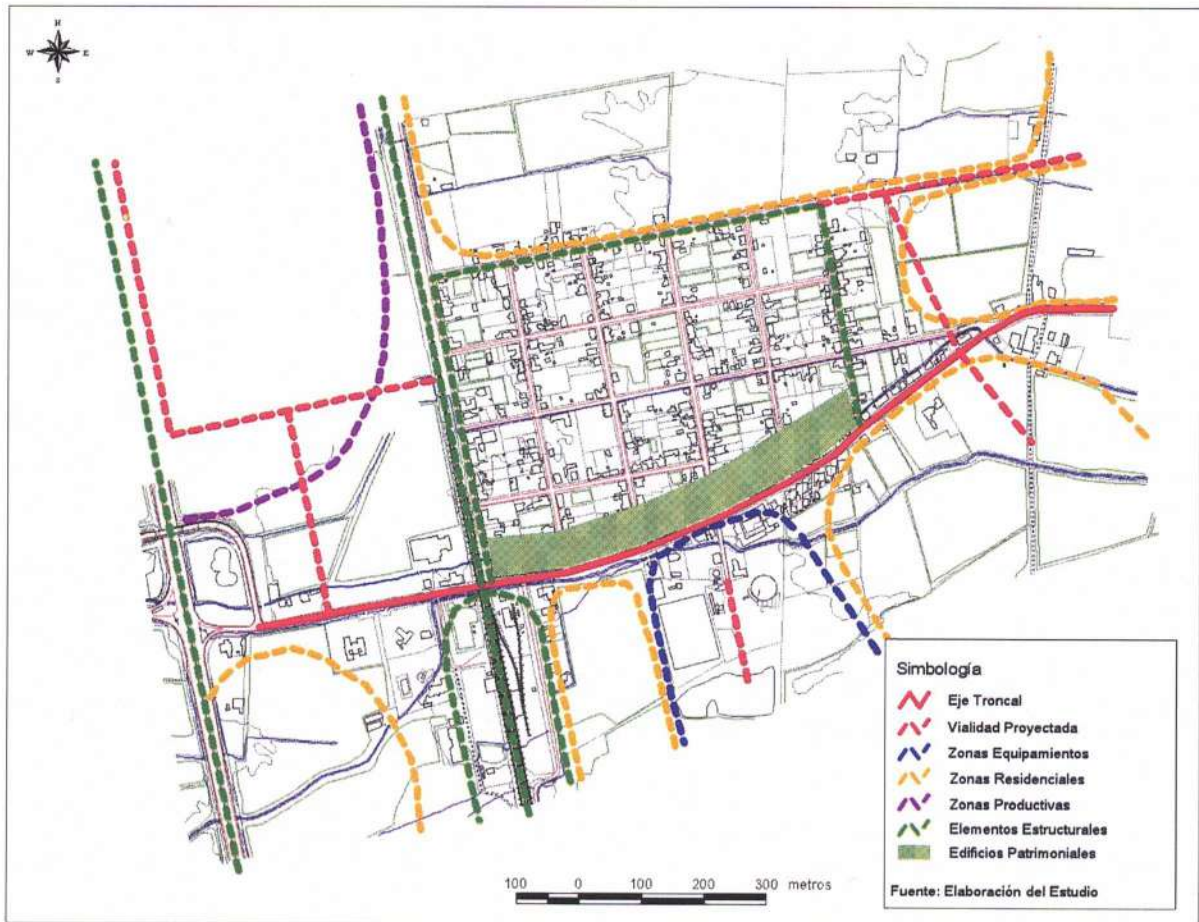 N
W E
S
Simbología
Eje Troncal
Vialidad Proyectada
Zonas Equipamientos
Zonas Residenciales
Zonas Productivas
Elementos Estructurales
Edificios Patrimoniales
Fuente: Elaboración del Estudio
100 0 100 200 300 metros